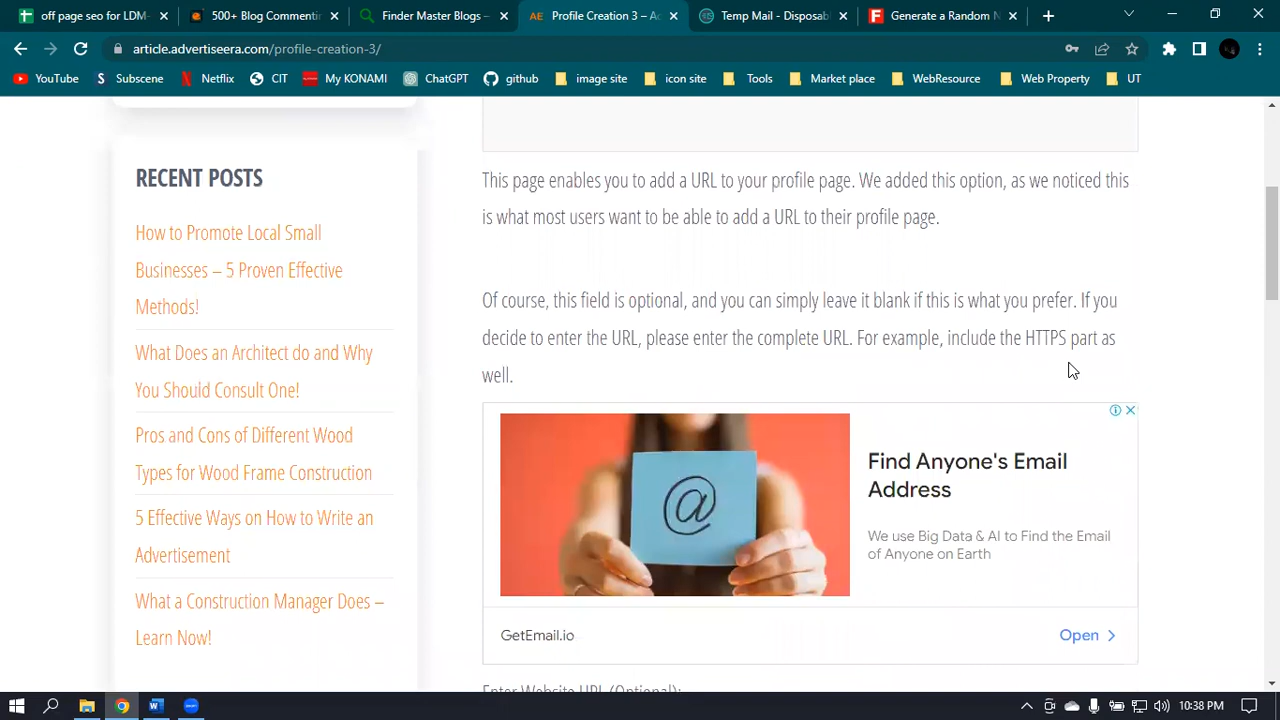 off page seo for LDM-
500+ Blog Commentin
Finder Master Blogs –
Profile Creation 3 – Ac
Temp Mail - Disposab
Generate a Random N
article.advertiseera.com/profile-creation-3/
YouTube
Subscene
Netflix
CIT
My KONAMI
ChatGPT
github
image site
icon site
Tools
Market place
WebResource
Web Property
UT
RECENT POSTS
How to Promote Local Small
Businesses – 5 Proven Effective
Methods!
What Does an Architect do and Why
You Should Consult One!
Pros and Cons of Different Wood
Types for Wood Frame Construction
5 Effective Ways on How to Write an
Advertisement
What a Construction Manager Does –
Learn Now!
This page enables you to add a URL to your profile page. We added this option, as we noticed this
is what most users want to be able to add a URL to their profile page.
Of course, this field is optional, and you can simply leave it blank if this is what you prefer. If you
decide to enter the URL, please enter the complete URL. For example, include the HTTPS part as
well.
@
Find Anyone's Email
Address
We use Big Data & AI to Find the Email
of Anyone on Earth
GetEmail.io
Open
Enter Website URL (Optional):
10:38 PM